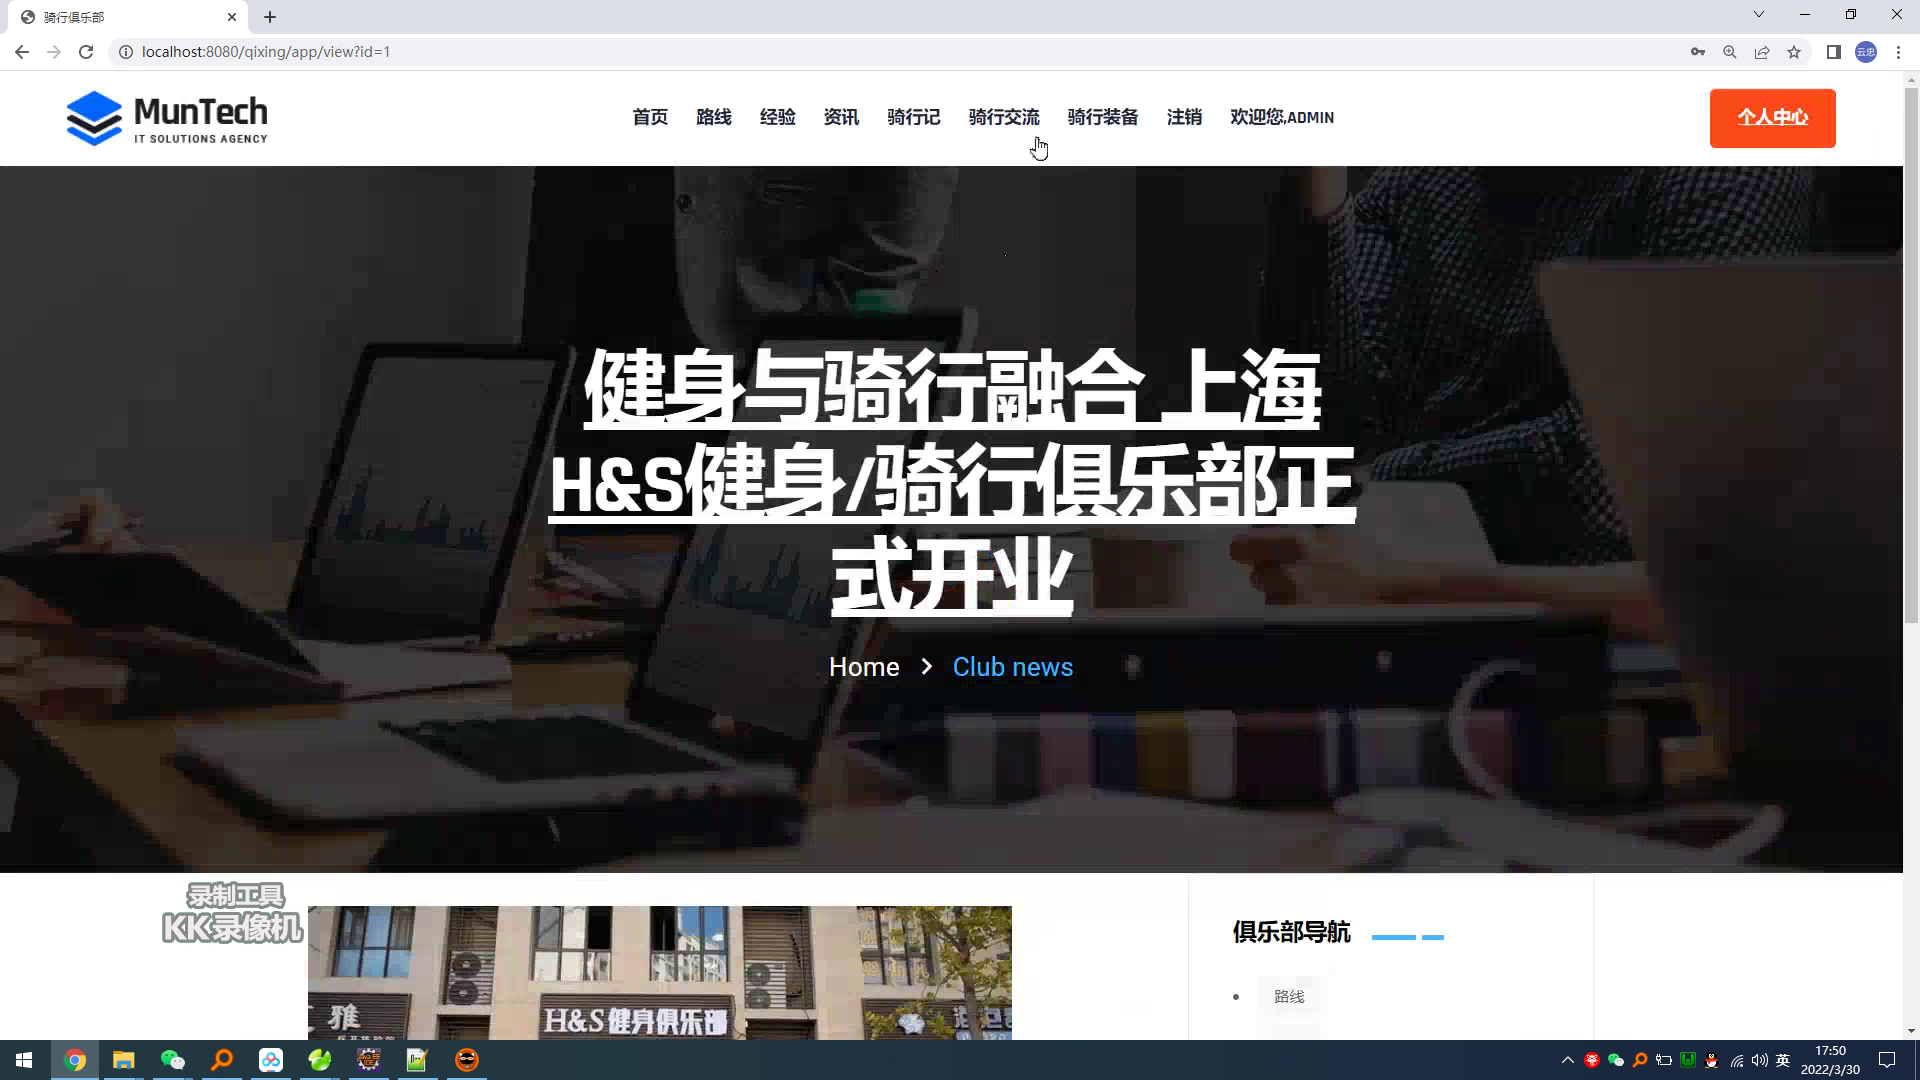 骑行俱乐部
localhost:8080/qixing/app/view?id=1
云忠
MunTech
IT SOLUTIONS AGENCY
首页 路线 经验 资讯 骑行记 骑行交流 骑行装备 注销 欢迎您,ADMIN
个人中心
健身与骑行融合 上海
H&S健身/骑行俱乐部正
式开业
Home > Club news
录制工具
KK录像机
雅
H&S健身俱乐部
俱乐部导航
路线
英
17:50
2022/3/30